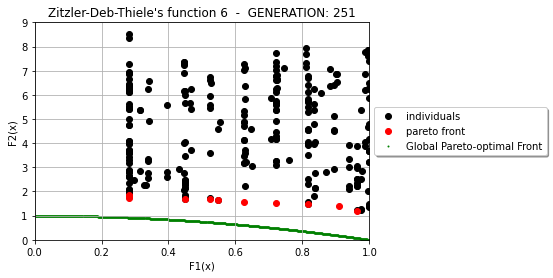 Zitzler-Deb-Thiele's function 6 - GENERATION: 251
9
8
7
6
5
4
3
2
1
0
F2(x)
0.0 0.2 0.4 0.6 0.8 1.0
F1(x)
individuals
pareto front
Global Pareto-optimal Front